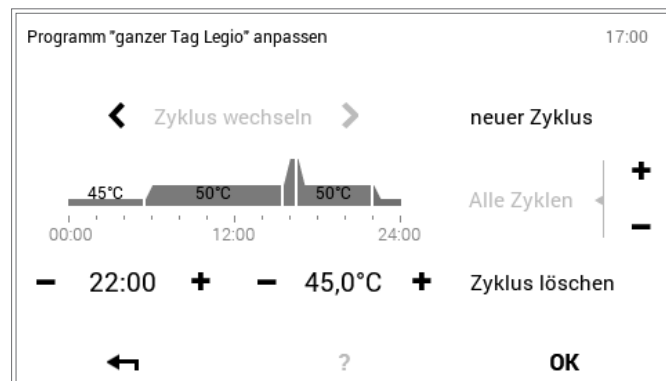 Programm "ganzer Tag Legio" anpassen 17:00
Zyklus wechseln neuer Zyklus
45°C 50°C 50°C
Alle Zyklen
00:00 12:00 24:00
22:00 45,0°C Zyklus löschen
? OK